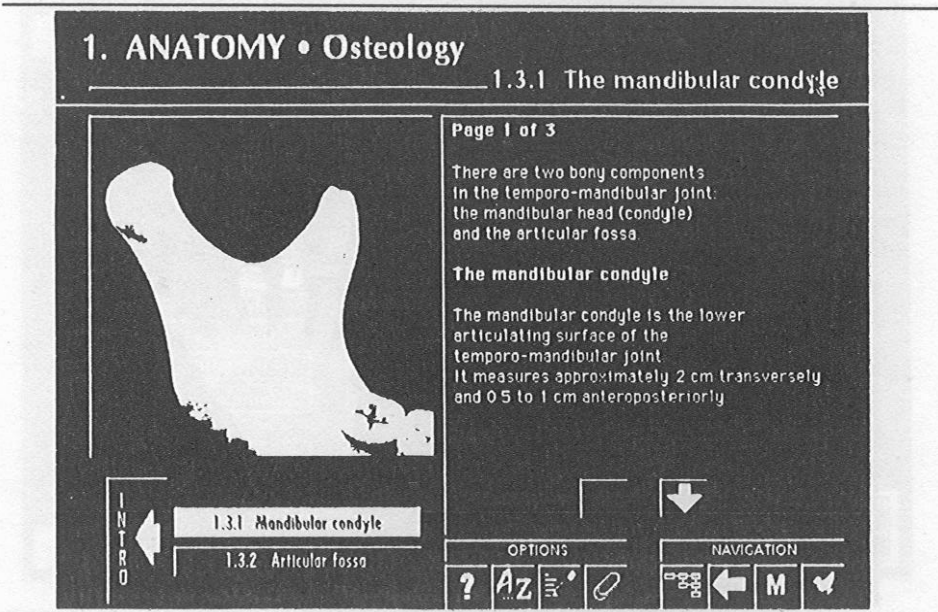 1. ANATOMY • Osteology
1.3.1 The mandibular condyle
Page 1 of 3
There are two bony components
in the temporo-mandibular joint:
the mandibular head (condyle)
and the articular fossa.
The mandibular condyle
The mandibular condyle is the lower
articulating surface of the
temporo-mandibular joint.
It measures approximately 2 cm transversely
and 0.5 to 1 cm anteroposteriorly
INTRO
1.3.1 Mandibular condyle
1.3.2 Articular fossa
OPTIONS
NAVIGATION
? A..Z M